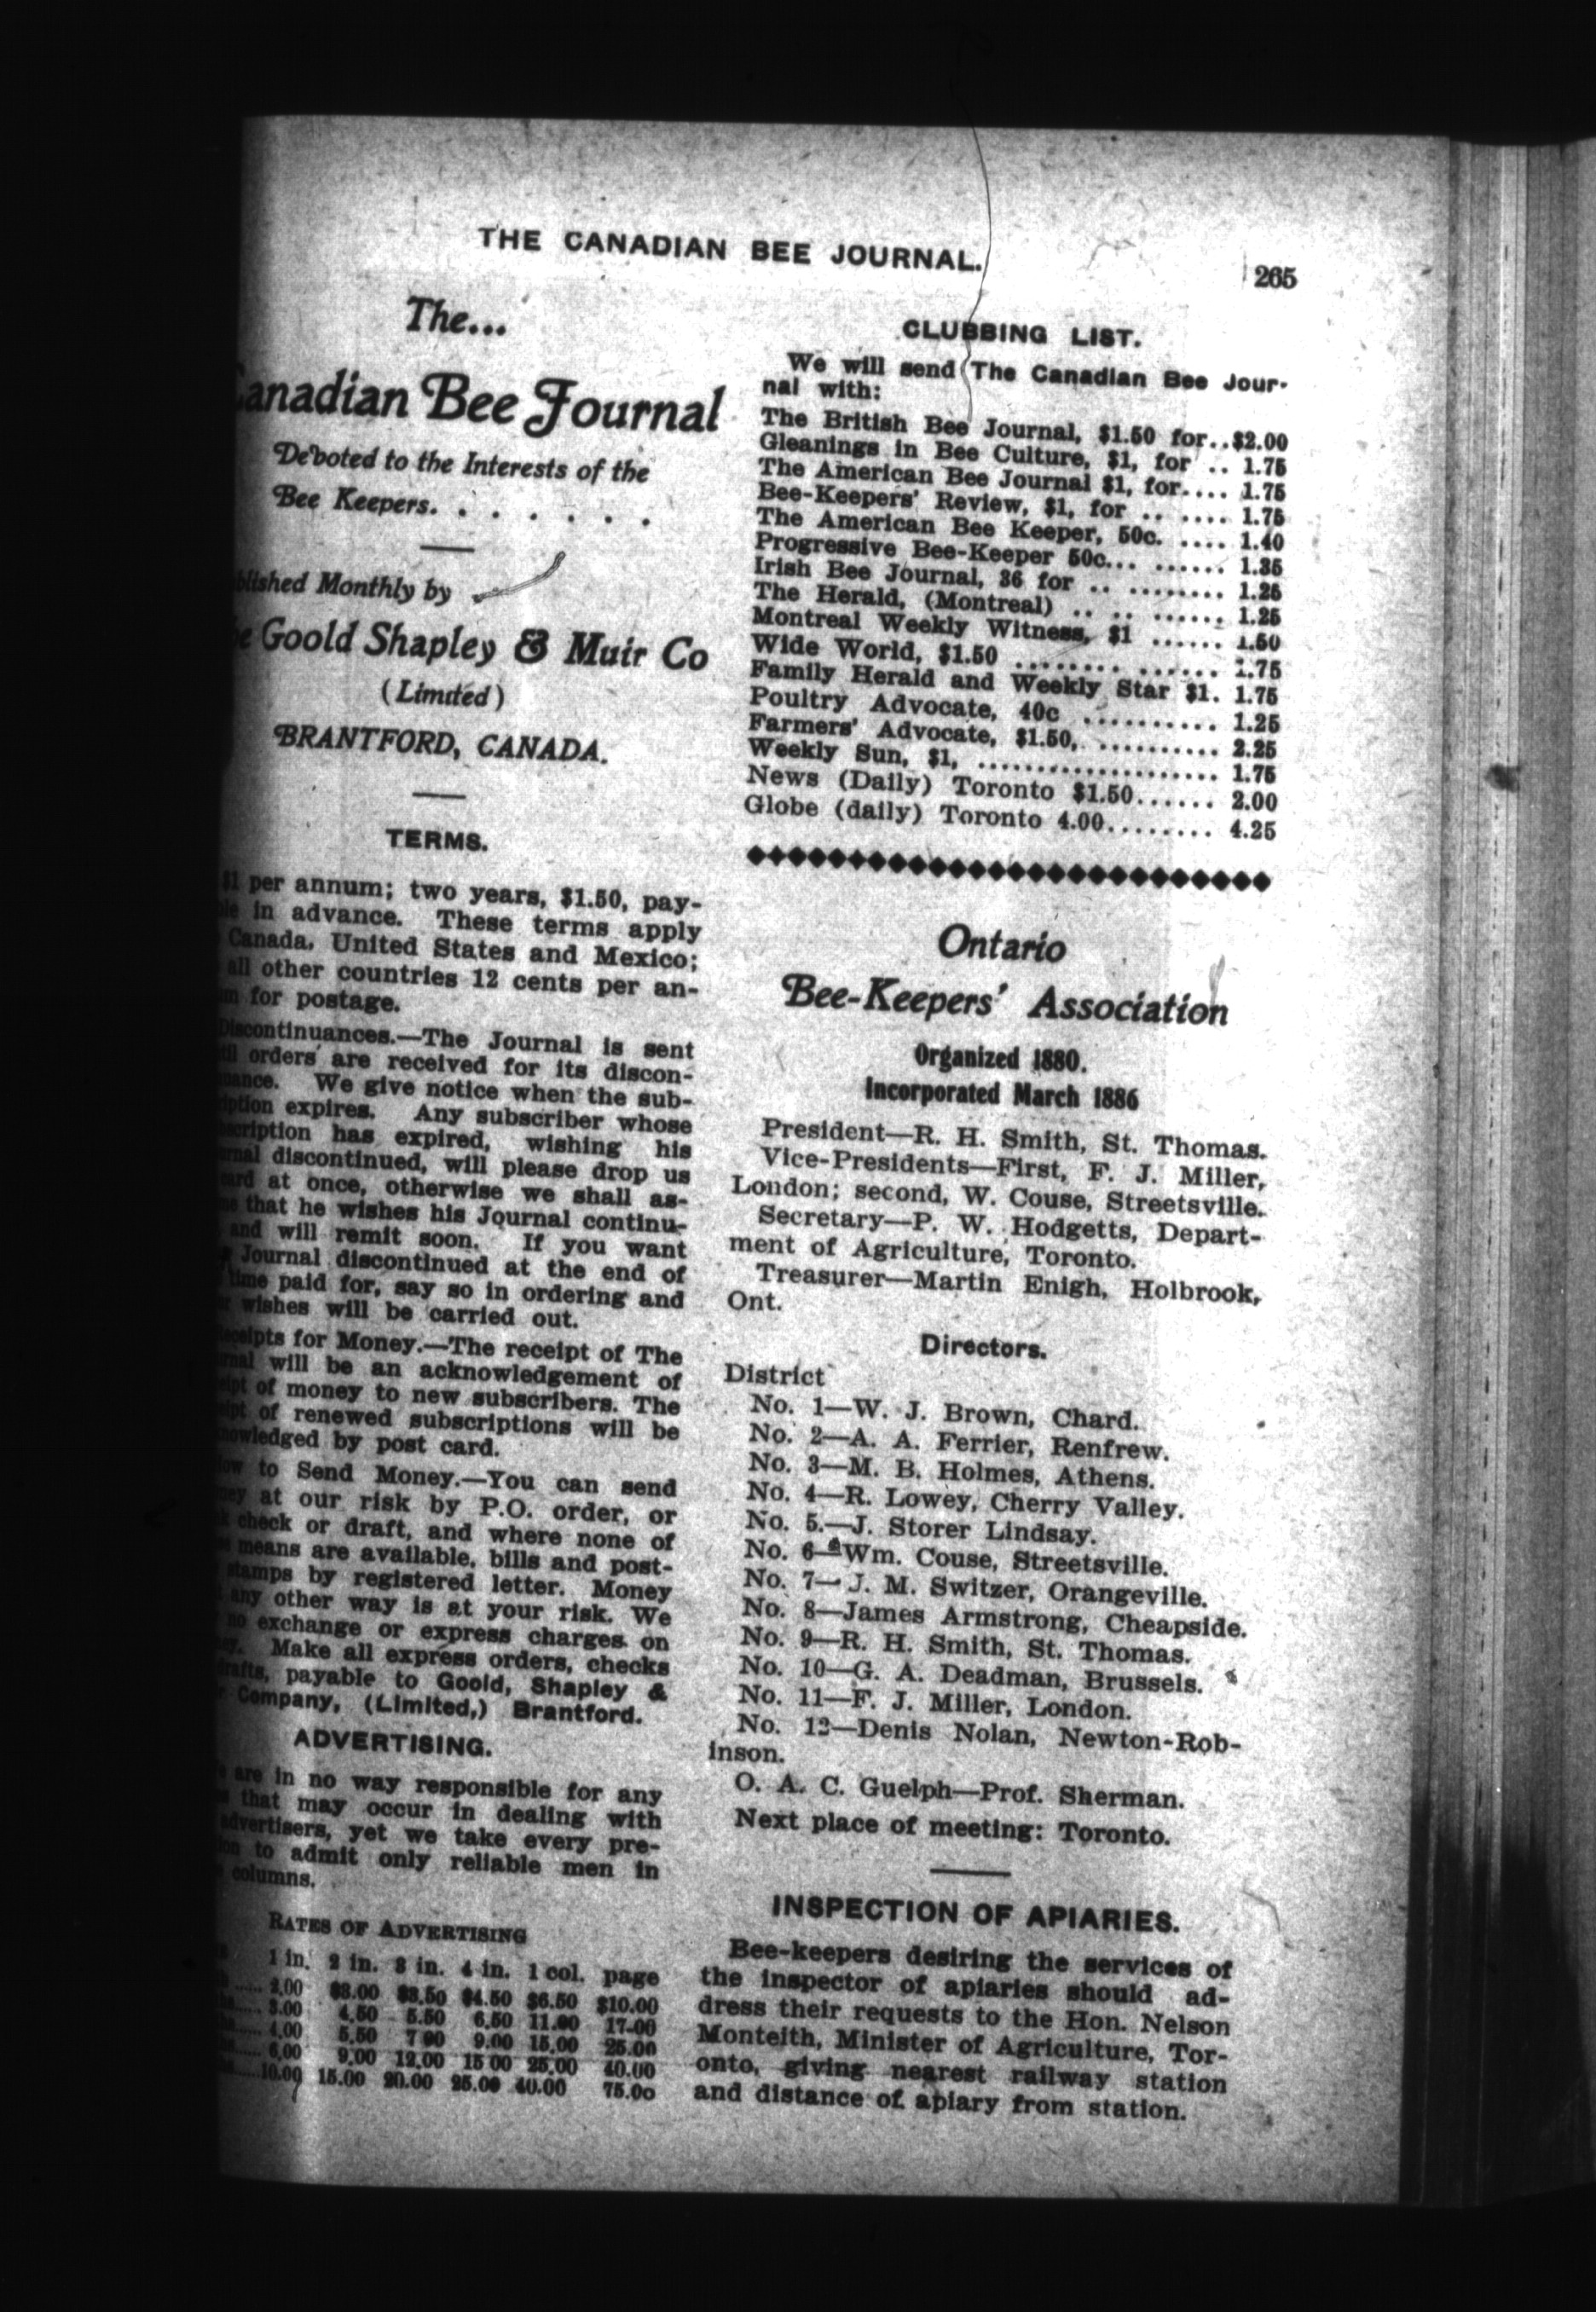 THE CANADIAN BEE JOURNAL.
265
The...
Canadian Bee Journal
Devoted to the Interests of the
Bee Keepers. . . . . . .
Published Monthly by
Goold Shapley & Muir Co
(Limited)
BRANTFORD, CANADA.
TERMS.
$1 per annum; two years, $1.50, pay-
in advance. These terms apply
Canada, United States and Mexico;
all other countries 12 cents per an-
for postage.
Discontinuances.—The Journal is sent
orders are received for its discon-
We give notice when the sub-
expires. Any subscriber whose
has expired, wishing his
discontinued, will please drop us
at once, otherwise we shall as-
that he wishes his Journal continu-
and will remit soon. If you want
Journal discontinued at the end of
time paid for, say so in ordering and
wishes will be carried out.
Receipts for Money.—The receipt of The
will be an acknowledgement of
of money to new subscribers. The
of renewed subscriptions will be
by post card.
to Send Money.—You can send
at our risk by P.O. order, or
check or draft, and where none of
means are available, bills and post-
stamps by registered letter. Money
any other way is at your risk. We
no exchange or express charges on
Make all express orders, checks
drafts, payable to Goold, Shapley &
Company, (Limited,) Brantford.
ADVERTISING.
are in no way responsible for any
that may occur in dealing with
advertisers, yet we take every pre-
to admit only reliable men in
columns.
RATES OF ADVERTISING
1 in. 2 in. 3 in. 4 in. 1 col. page
2.00 $3.00 $3.50 $4.50 $6.50 $10.00
3.00 4.50 5.50 6.50 11.00 17.00
4.00 5.50 7 00 9.00 15.00 25.00
6.00 9.00 12.00 15 00 25.00 40.00
10.00 15.00 20.00 25.00 40.00 75.00
CLUBBING LIST.
We will send The Canadian Bee Jour-
nal with:
The British Bee Journal, $1.50 for..$2.00
Gleanings in Bee Culture, $1, for .. 1.75
The American Bee Journal $1, for.... 1.75
Bee-Keepers' Review, $1, for .. .... 1.75
The American Bee Keeper, 50c. .... 1.40
Progressive Bee-Keeper 50c... ...... 1.35
Irish Bee Journal, 36 for .. ........ 1.25
The Herald, (Montreal) .. .. ...... 1.25
Montreal Weekly Witness, $1 ...... 1.50
Wide World, $1.50 ........ ...... 1.75
Family Herald and Weekly Star $1. 1.75
Poultry Advocate, 40c .......... 1.25
Farmers' Advocate, $1.50, .......... 2.25
Weekly Sun, $1, .................... 1.75
News (Daily) Toronto $1.50...... 2.00
Globe (daily) Toronto 4.00........ 4.25
Ontario
Bee-Keepers' Association
Organized 1880.
Incorporated March 1886
President—R. H. Smith, St. Thomas.
Vice-Presidents—First, F. J. Miller,
London; second, W. Couse, Streetsville.
Secretary—P. W. Hodgetts, Depart-
ment of Agriculture, Toronto.
Treasurer—Martin Enigh, Holbrook,
Ont.
Directors.
District
No. 1—W. J. Brown, Chard.
No. 2—A. A. Ferrier, Renfrew.
No. 3—M. B. Holmes, Athens.
No. 4—R. Lowey, Cherry Valley.
No. 5.—J. Storer Lindsay.
No. 6—Wm. Couse, Streetsville.
No. 7—J. M. Switzer, Orangeville.
No. 8—James Armstrong, Cheapside.
No. 9—R. H. Smith, St. Thomas.
No. 10—G. A. Deadman, Brussels.
No. 11—F. J. Miller, London.
No. 12—Denis Nolan, Newton-Rob-
inson.
O. A. C. Guelph—Prof. Sherman.
Next place of meeting: Toronto.
INSPECTION OF APIARIES.
Bee-keepers desiring the services of
the inspector of apiaries should ad-
dress their requests to the Hon. Nelson
Monteith, Minister of Agriculture, Tor-
onto, giving nearest railway station
and distance of apiary from station.